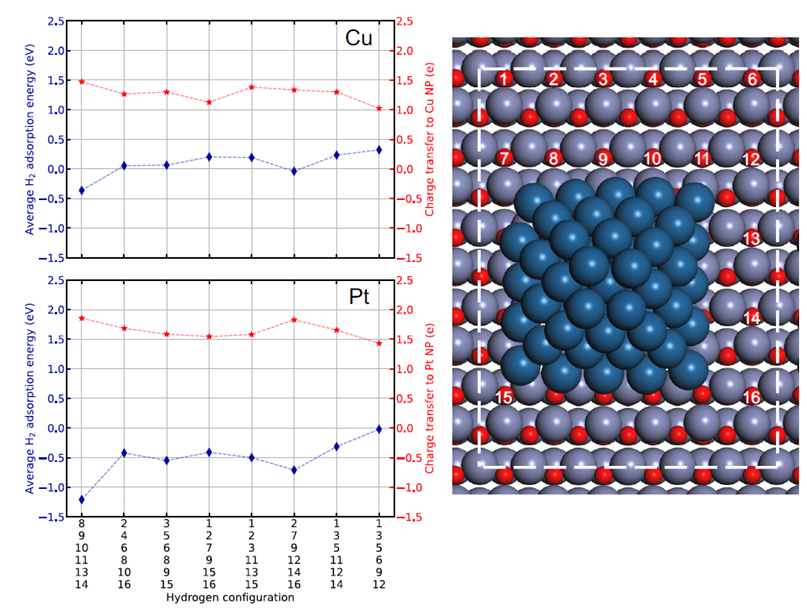 Cu
2.5
2.0
1.5
1.0
0.5
0.0
−0.5
−1.0
−1.5
Average H2 adsorption energy (eV)
2.5
2.0
1.5
1.0
0.5
0.0
−0.5
−1.0
−1.5
Charge transfer to Cu NP (e)
Pt
2.5
2.0
1.5
1.0
0.5
0.0
−0.5
−1.0
−1.5
Average H2 adsorption energy (eV)
2.5
2.0
1.5
1.0
0.5
0.0
−0.5
−1.0
−1.5
Charge transfer to Pt NP (e)
8 2 3 1 1 2 1 1
9 4 5 2 2 7 3 3
10 6 6 7 3 9 5 5
11 8 8 9 11 12 11 6
13 10 9 15 13 14 12 9
14 16 15 16 15 16 14 12
Hydrogen configuration
1 2 3 4 5 6
7 8 9 10 11 12
13
14
15 16